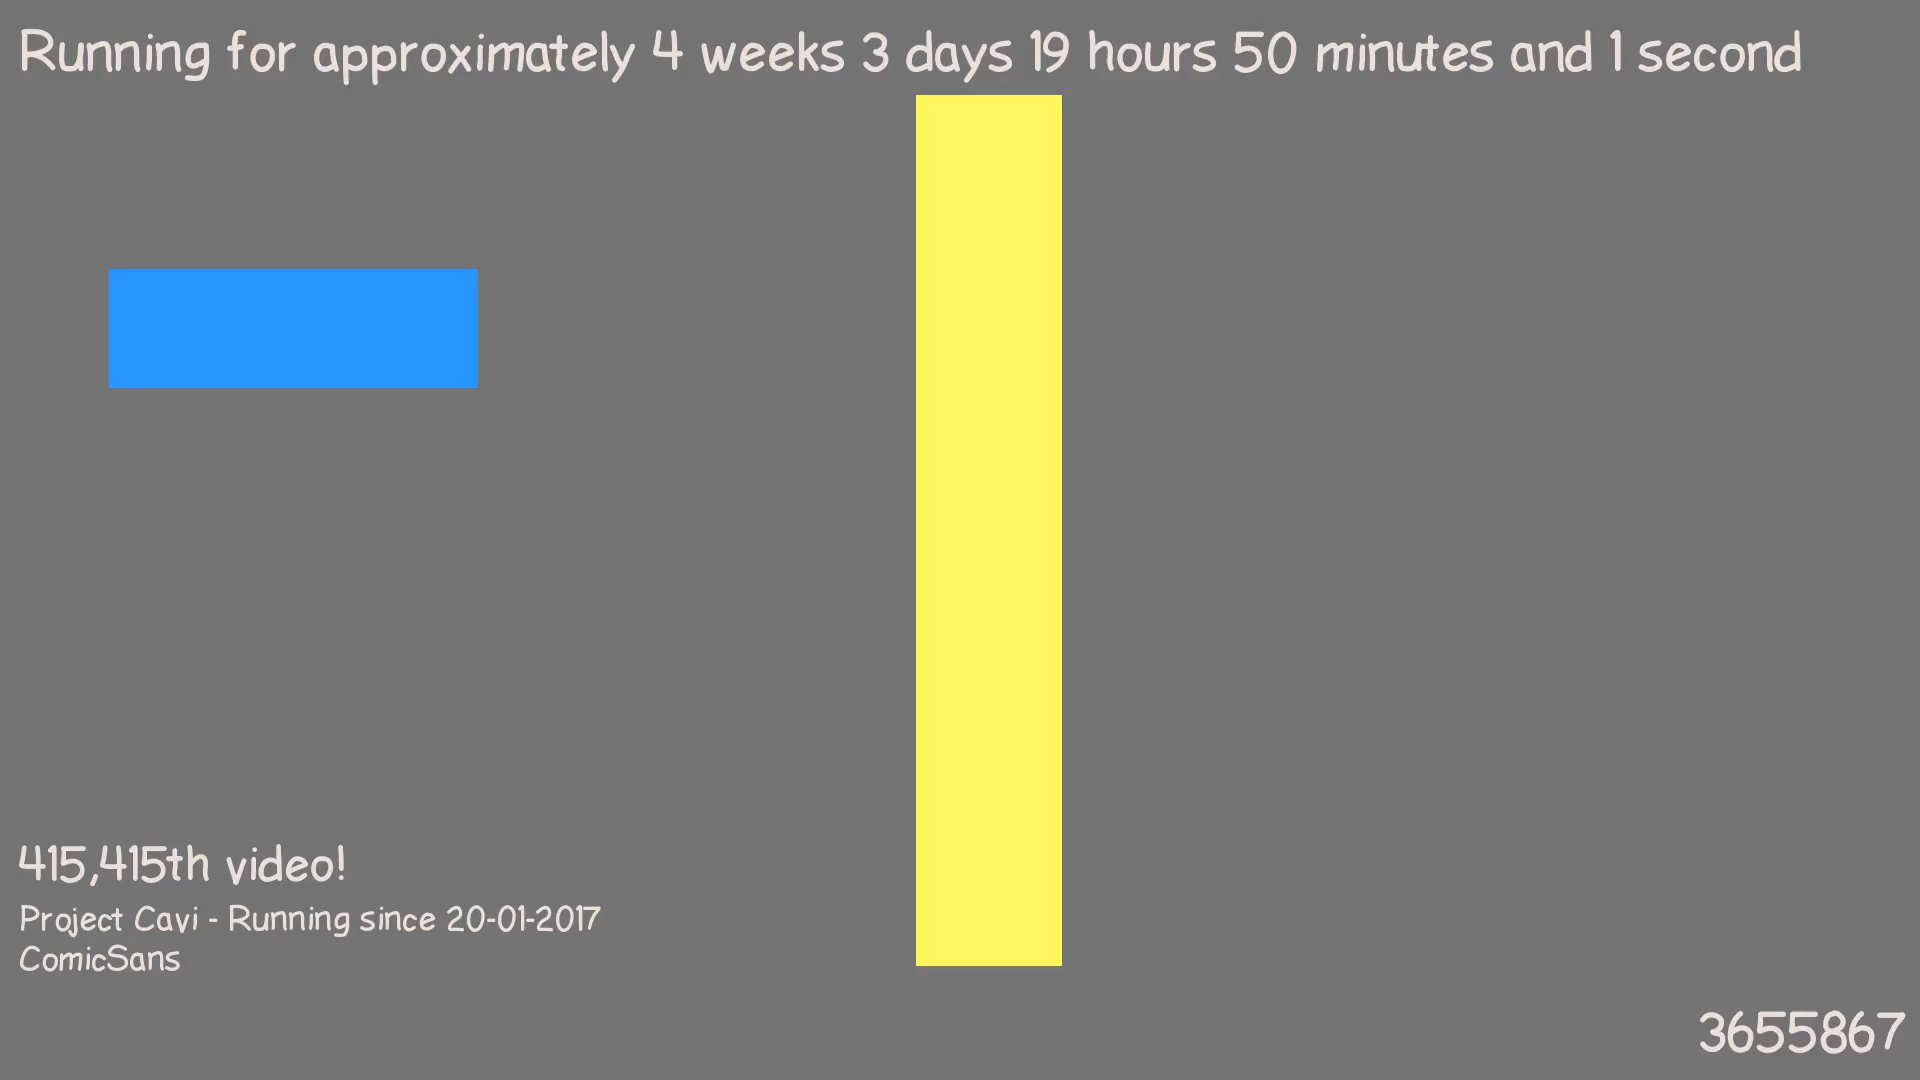 Running for approximately 4 weeks 3 days 19 hours 50 minutes and 1 second
415,415th video!
Project Cavi - Running since 20-01-2017
ComicSans
3655867